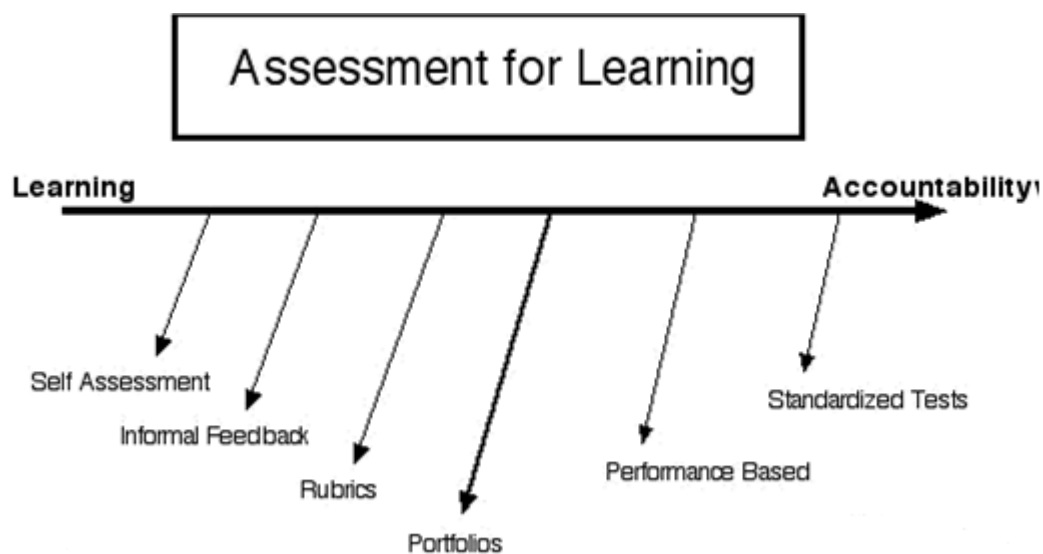 Assessment for Learning
Learning
Accountability
Self Assessment
Informal Feedback
Rubrics
Portfolios
Performance Based
Standardized Tests